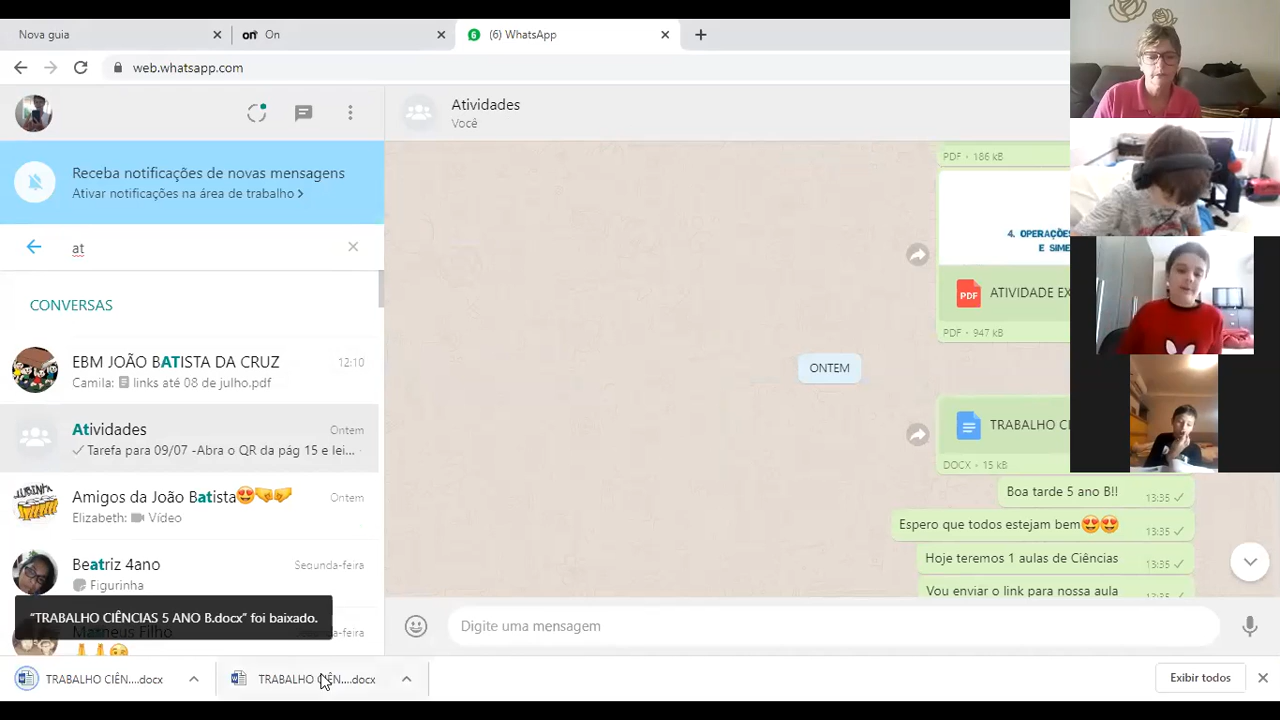 Nova guia
On
(6) WhatsApp
web.whatsapp.com
Receba notificações de novas mensagens
Ativar notificações na área de trabalho
at
CONVERSAS
EBM JOÃO BATISTA DA CRUZ 12:10
Camila: links até 08 de julho.pdf
Atividades Ontem
Tarefa para 09/07 -Abra o QR da pág 15 e lei...
Amigos da João Batista😍🤜🤛 Ontem
Elizabeth: Vídeo
Beatriz 4ano Segunda-feira
Figurinha
"TRABALHO CIÊNCIAS 5 ANO B.docx" foi baixado.
Matheus Filho
Atividades
Você
PDF • 186 kB
4. OPERAÇÕES
E SIME
PDF
ATIVIDADE EX
PDF • 947 kB
ONTEM
TRABALHO CI
DOCX • 15 kB
Boa tarde 5 ano B!! 13:35
Espero que todos estejam bem😍😍 13:35
Hoje teremos 1 aulas de Ciências 13:35
Vou enviar o link para nossa aula 13:35
Digite uma mensagem
TRABALHO CIÊN....docx
TRABALHO CIÊN....docx
Exibir todos